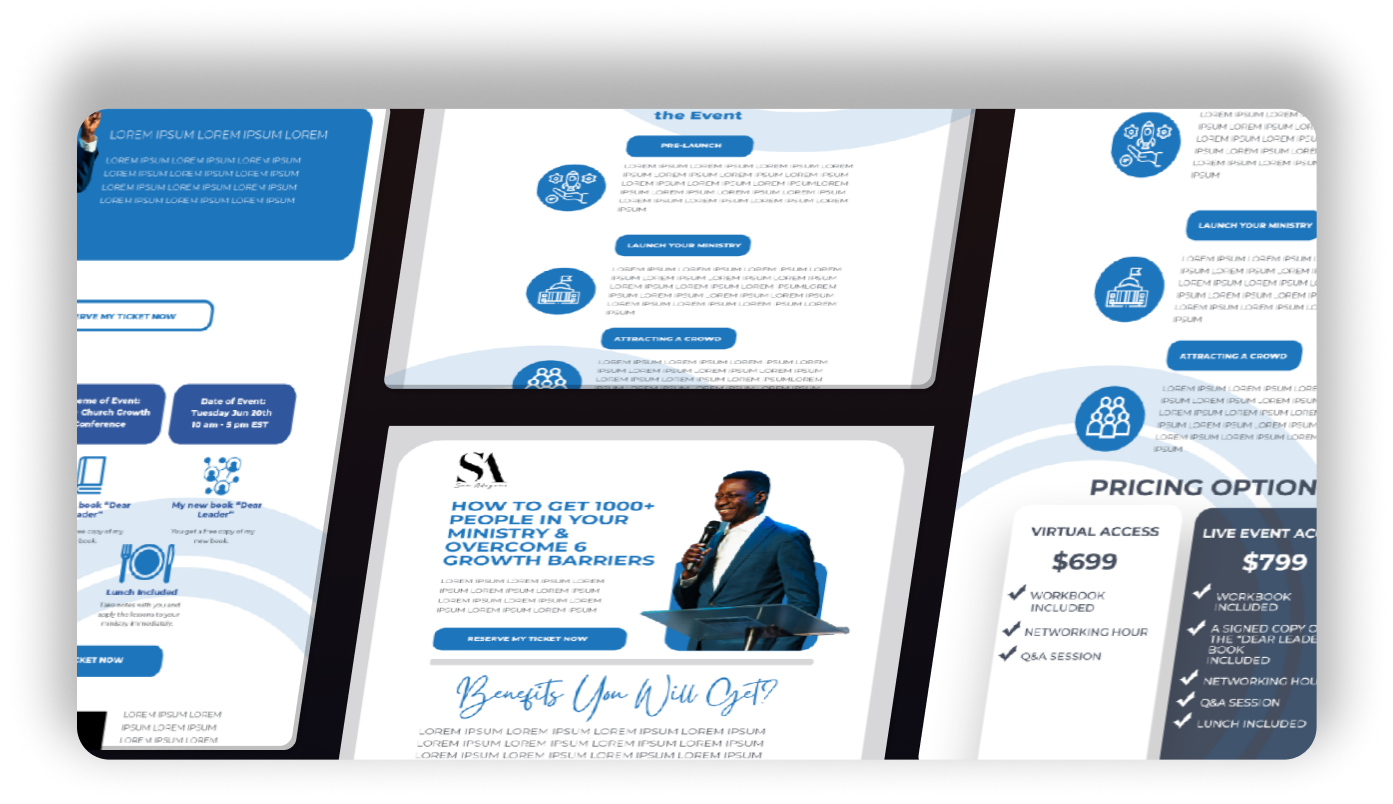 LOREM IPSUM LOREM IPSUM LOREM
LOREM IPSUM LOREM IPSUM LOREM IPSUM
LOREM IPSUM LOREM IPSUM LOREM IPSUM
LOREM IPSUM LOREM IPSUM LOREM IPSUM
LOREM IPSUM LOREM IPSUM LOREM IPSUM
MY TICKET NOW
of Event:
Church Growth
Conference
Date of Event:
Tuesday Jun 20th
10 am - 5 pm EST
book "Dear
My new book "Dear
Leader"
copy of my
book.
You get a free copy of my
new book.
Lunch Included
Take notes with you and
apply the lessons to your
ministry immediately.
NOW
LOREM IPSUM LOREM
IPSUM LOREM IPSUM
LOREM IPSUM LOREM
the Event
PRE-LAUNCH
LOREM IPSUM LOREM IPSUM LOREM IPSUM LOREM
IPSUM LOREM IPSUM LOREM IPSUM LOREM IPSUM
LOREM IPSUM LOREM IPSUM LOREM IPSUMLOREM
IPSUM LOREM IPSUM LOREM IPSUM LOREM IPSUM
LOREM IPSUM LOREM IPSUM LOREM IPSUM LOREM
IPSUM
LAUNCH YOUR MINISTRY
LOREM IPSUM LOREM IPSUM LOREM IPSUM LOREM
IPSUM LOREM IPSUM LOREM IPSUM LOREM IPSUM
LOREM IPSUM LOREM IPSUM LOREM IPSUMLOREM
IPSUM LOREM IPSUM LOREM IPSUM LOREM IPSUM
LOREM IPSUM LOREM IPSUM LOREM IPSUM LOREM
IPSUM
ATTRACTING A CROWD
LOREM IPSUM LOREM IPSUM LOREM IPSUM LOREM
IPSUM LOREM IPSUM LOREM IPSUM LOREM IPSUM
LOREM IPSUM LOREM IPSUM LOREM IPSUMLOREM
SA
HOW TO GET 1000+
PEOPLE IN YOUR
MINISTRY &
OVERCOME 6
GROWTH BARRIERS
LOREM IPSUM LOREM IPSUM LOREM
IPSUM LOREM IPSUM LOREM IPSUM
LOREM IPSUM LOREM IPSUM LOREM
IPSUM LOREM IPSUM LOREM IPSUM
RESERVE MY TICKET NOW
Benefits You Will Get?
LOREM IPSUM LOREM IPSUM LOREM IPSUM LOREM IPSUM
LOREM IPSUM LOREM IPSUM LOREM IPSUM LOREM IPSUM
LOREM IPSUM LOREM IPSUM LOREM IPSUM LOREM IPSUM
LOREM IPSUM LOREM
IPSUM LOREM IPSUM
LOREM IPSUM LOREM
IPSUM LOREM IPSUM
LOREM IPSUM LOREM
IPSUM
LAUNCH YOUR MINISTRY
LOREM IPSUM LOREM IPSUM
IPSUM LOREM IPSUM LOREM
LOREM IPSUM LOREM IPSUM
IPSUM LOREM IPSUM LOREM
LOREM IPSUM LOREM IPSUM
IPSUM
ATTRACTING A CROWD
LOREM IPSUM LOREM IPSUM
IPSUM LOREM IPSUM LOREM
LOREM IPSUM LOREM IPSUM
IPSUM LOREM IPSUM LOREM
LOREM IPSUM LOREM IPSUM
IPSUM
PRICING OPTION
VIRTUAL ACCESS
$699
WORKBOOK
INCLUDED
NETWORKING HOUR
Q&A SESSION
LIVE EVENT AC
$799
WORKBOOK
INCLUDED
A SIGNED COPY O
THE "DEAR LEADE
BOOK
INCLUDED
NETWORKING HOU
Q&A SESSION
LUNCH INCLUDED